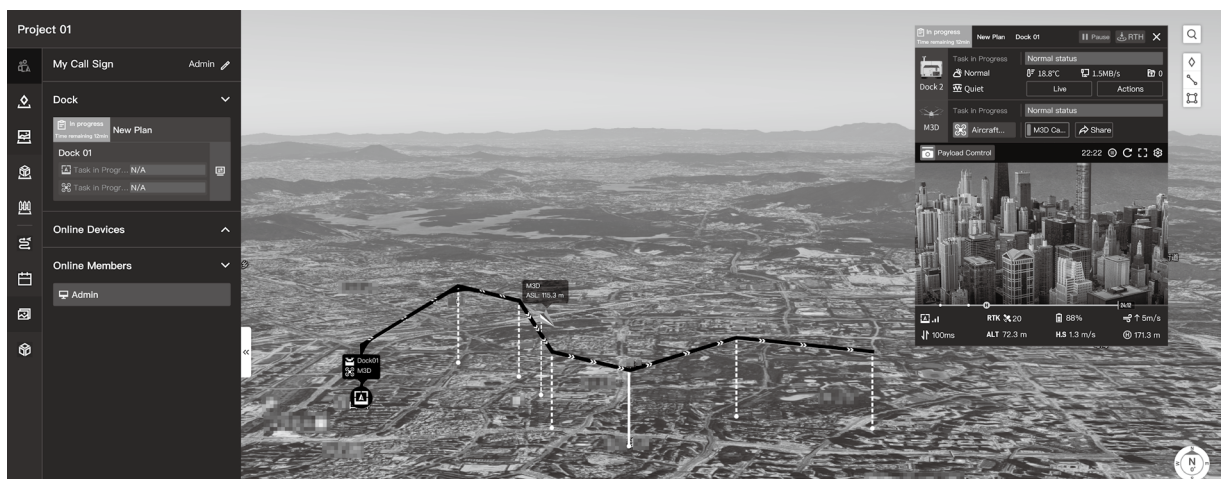 Project 01
My Call Sign Admin
Dock
In progress
Time remaining 12min
New Plan
Dock 01
Task in Progr... N/A
Task in Progr... N/A
Online Devices
Online Members
Admin
Dock01
M3D
M3D
ASL: 115.3 m
In progress
Time remaining 12min
New Plan Dock 01 Pause RTH
Task in Progress Normal status
Normal 18.8°C 1.5MB/s 0
Dock 2 Quiet Live Actions
Task in Progress Normal status
M3D Aircraft... M3D Ca... Share
Payload Comtrol 22:22
24:12
RTK 20 88% ↑ 5m/s
100ms ALT 72.3 m H.S 1.3 m/s H 171.3 m
N
0°